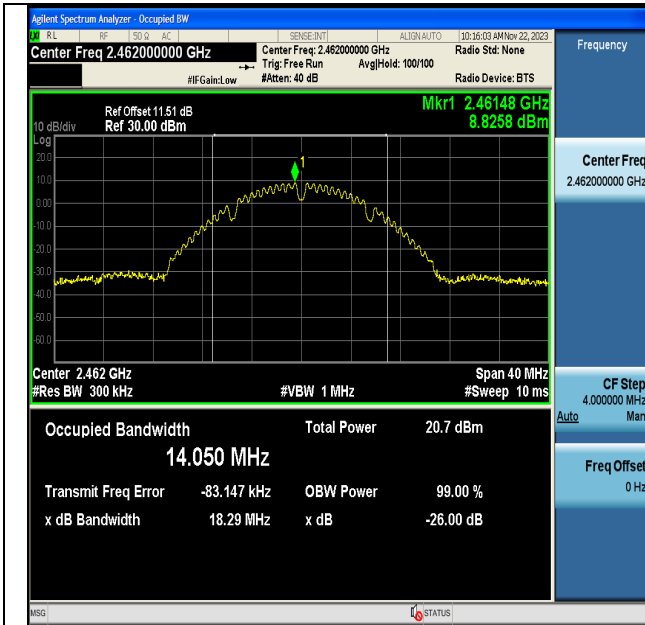 Agilent Spectrum Analyzer - Occupied BW
LXI RL RF 50 Ω AC SENSE:INT ALIGN AUTO 10:16:03 AM Nov 22, 2023
Center Freq 2.462000000 GHz Center Freq: 2.462000000 GHz Radio Std: None
Trig: Free Run Avg|Hold: 100/100
#IFGain:Low #Atten: 40 dB Radio Device: BTS
Frequency
Ref Offset 11.51 dB Mkr1 2.46148 GHz
10 dB/div Ref 30.00 dBm 8.8258 dBm
Log
20.0
10.0
0.00
-10.0
-20.0
-30.0
-40.0
-50.0
-60.0
1
Center 2.462 GHz Span 40 MHz
#Res BW 300 kHz #VBW 1 MHz #Sweep 10 ms
Occupied Bandwidth Total Power 20.7 dBm
14.050 MHz
Transmit Freq Error -83.147 kHz OBW Power 99.00 %
x dB Bandwidth 18.29 MHz x dB -26.00 dB
Center Freq
2.462000000 GHz
CF Step
4.000000 MHz
Auto Man
Freq Offset
0 Hz
MSG STATUS